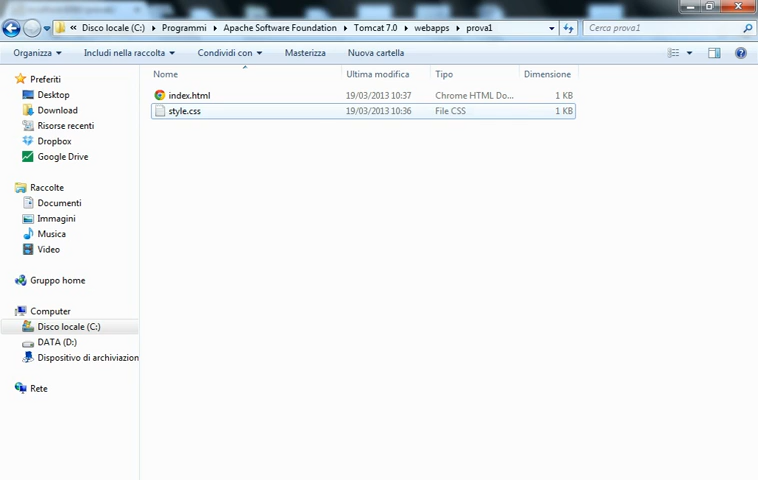 « Disco locale (C:) ▸ Programmi ▸ Apache Software Foundation ▸ Tomcat 7.0 ▸ webapps ▸ prova1
Cerca prova1
Organizza Includi nella raccolta Condividi con Masterizza Nuova cartella
Nome Ultima modifica Tipo Dimensione
index.html 19/03/2013 10:37 Chrome HTML Do... 1 KB
style.css 19/03/2013 10:36 File CSS 1 KB
Preferiti
Desktop
Download
Risorse recenti
Dropbox
Google Drive
Raccolte
Documenti
Immagini
Musica
Video
Gruppo home
Computer
Disco locale (C:)
DATA (D:)
Dispositivo di archiviazion
Rete